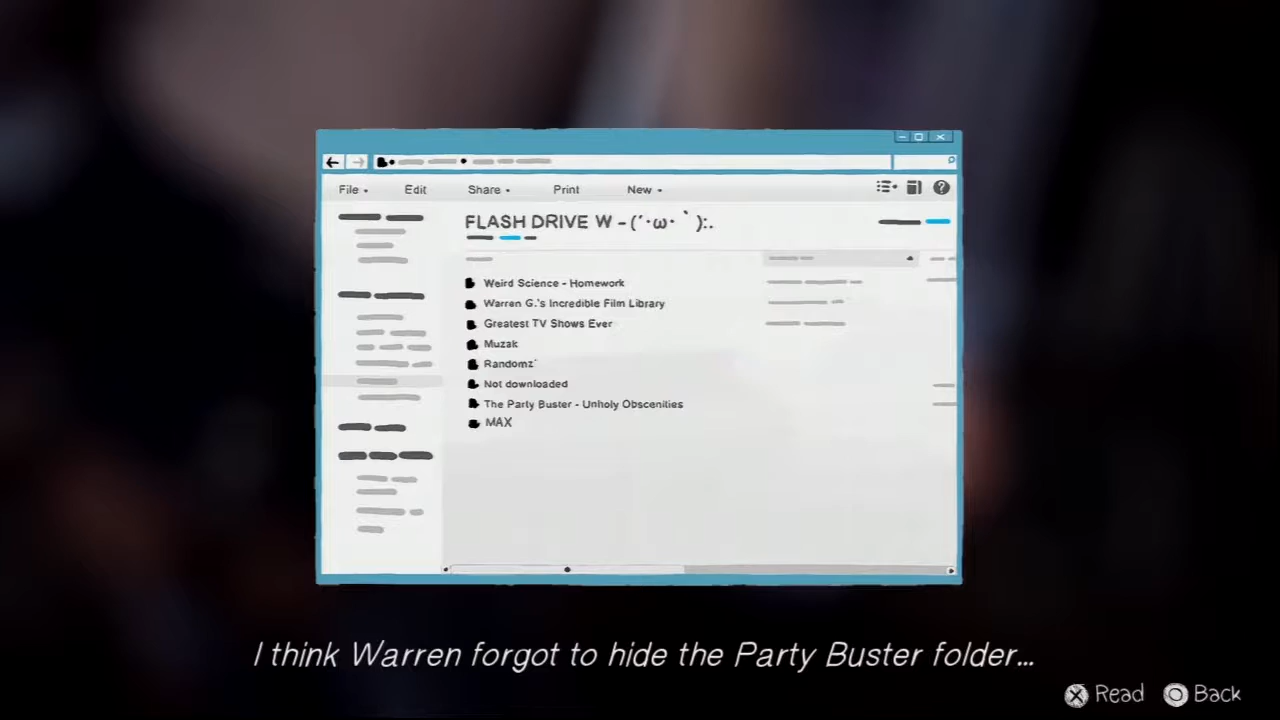 File Edit Share Print New
FLASH DRIVE W - (´･ω･`):.
Weird Science - Homework
Warren G.'s Incredible Film Library
Greatest TV Shows Ever
Muzak
Randomz'
Not downloaded
The Party Buster - Unholy Obscenities
MAX
I think Warren forgot to hide the Party Buster folder...
Read Back